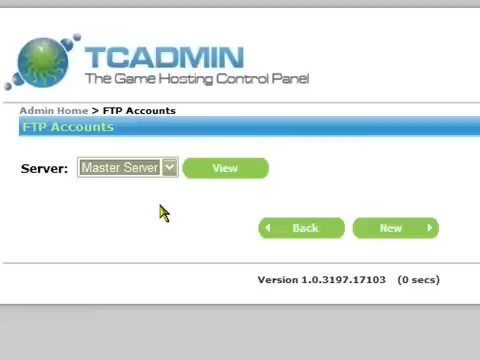 TCADMIN
The Game Hosting Control Panel
Admin Home > FTP Accounts
FTP Accounts
Server: Master Server View
Back New
Version 1.0.3197.17103 (0 secs)